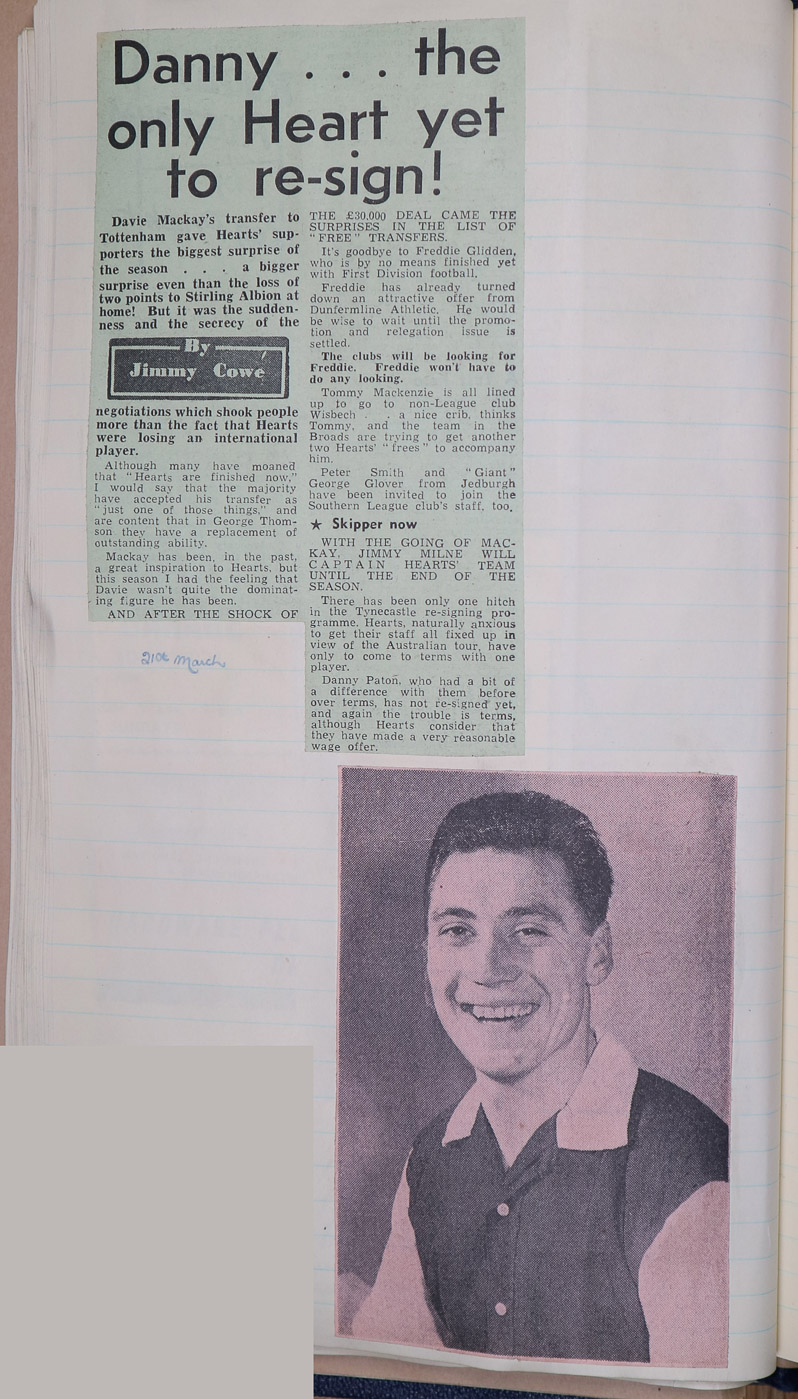 Danny . . . the
only Heart yet
to re-sign!
Davie Mackay's transfer to
Tottenham gave Hearts' sup-
porters the biggest surprise of
the season . . . a bigger
surprise even than the loss of
two points to Stirling Albion at
home! But it was the sudden-
ness and the secrecy of the
By
Jimmy Cowe
negotiations which shook people
more than the fact that Hearts
were losing an international
player.
Although many have moaned
that "Hearts are finished now,"
I would say that the majority
have accepted his transfer as
"just one of those things," and
are content that in George Thom-
son they have a replacement of
outstanding ability.
Mackay has been, in the past,
a great inspiration to Hearts, but
this season I had the feeling that
Davie wasn't quite the dominat-
ing figure he has been.
AND AFTER THE SHOCK OF
THE £30,000 DEAL CAME THE
SURPRISES IN THE LIST OF
"FREE" TRANSFERS.
It's goodbye to Freddie Glidden,
who is by no means finished yet
with First Division football.
Freddie has already turned
down an attractive offer from
Dunfermline Athletic. He would
be wise to wait until the promo-
tion and relegation issue is
settled.
The clubs will be looking for
Freddie. Freddie won't have to
do any looking.
Tommy Mackenzie is all lined
up to go to non-League club
Wisbech . . a nice crib, thinks
Tommy, and the team in the
Broads are trying to get another
two Hearts' "frees" to accompany
him.
Peter Smith and "Giant"
George Glover from Jedburgh
have been invited to join the
Southern League club's staff, too.
★ Skipper now
WITH THE GOING OF MAC-
KAY, JIMMY MILNE WILL
CAPTAIN HEARTS' TEAM
UNTIL THE END OF THE
SEASON.
There has been only one hitch
in the Tynecastle re-signing pro-
gramme. Hearts, naturally anxious
to get their staff all fixed up in
view of the Australian tour, have
only to come to terms with one
player.
Danny Paton, who had a bit of
a difference with them before
over terms, has not re-signed yet,
and again the trouble is terms,
although Hearts consider that
they have made a very reasonable
wage offer.
21st March